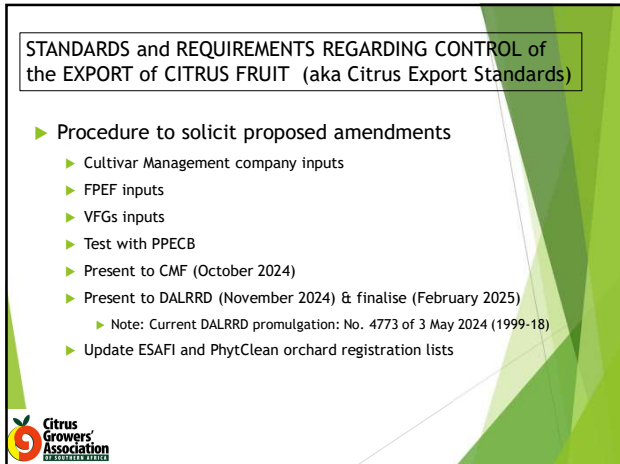 STANDARDS and REQUIREMENTS REGARDING CONTROL of
the EXPORT of CITRUS FRUIT (aka Citrus Export Standards)
Procedure to solicit proposed amendments
Cultivar Management company inputs
FPEF inputs
VFGs inputs
Test with PPECB
Present to CMF (October 2024)
Present to DALRRD (November 2024) & finalise (February 2025)
Note: Current DALRRD promulgation: No. 4773 of 3 May 2024 (1999-18)
Update ESAFI and PhytClean orchard registration lists
Citrus
Growers'
Association
OF SOUTHERN AFRICA